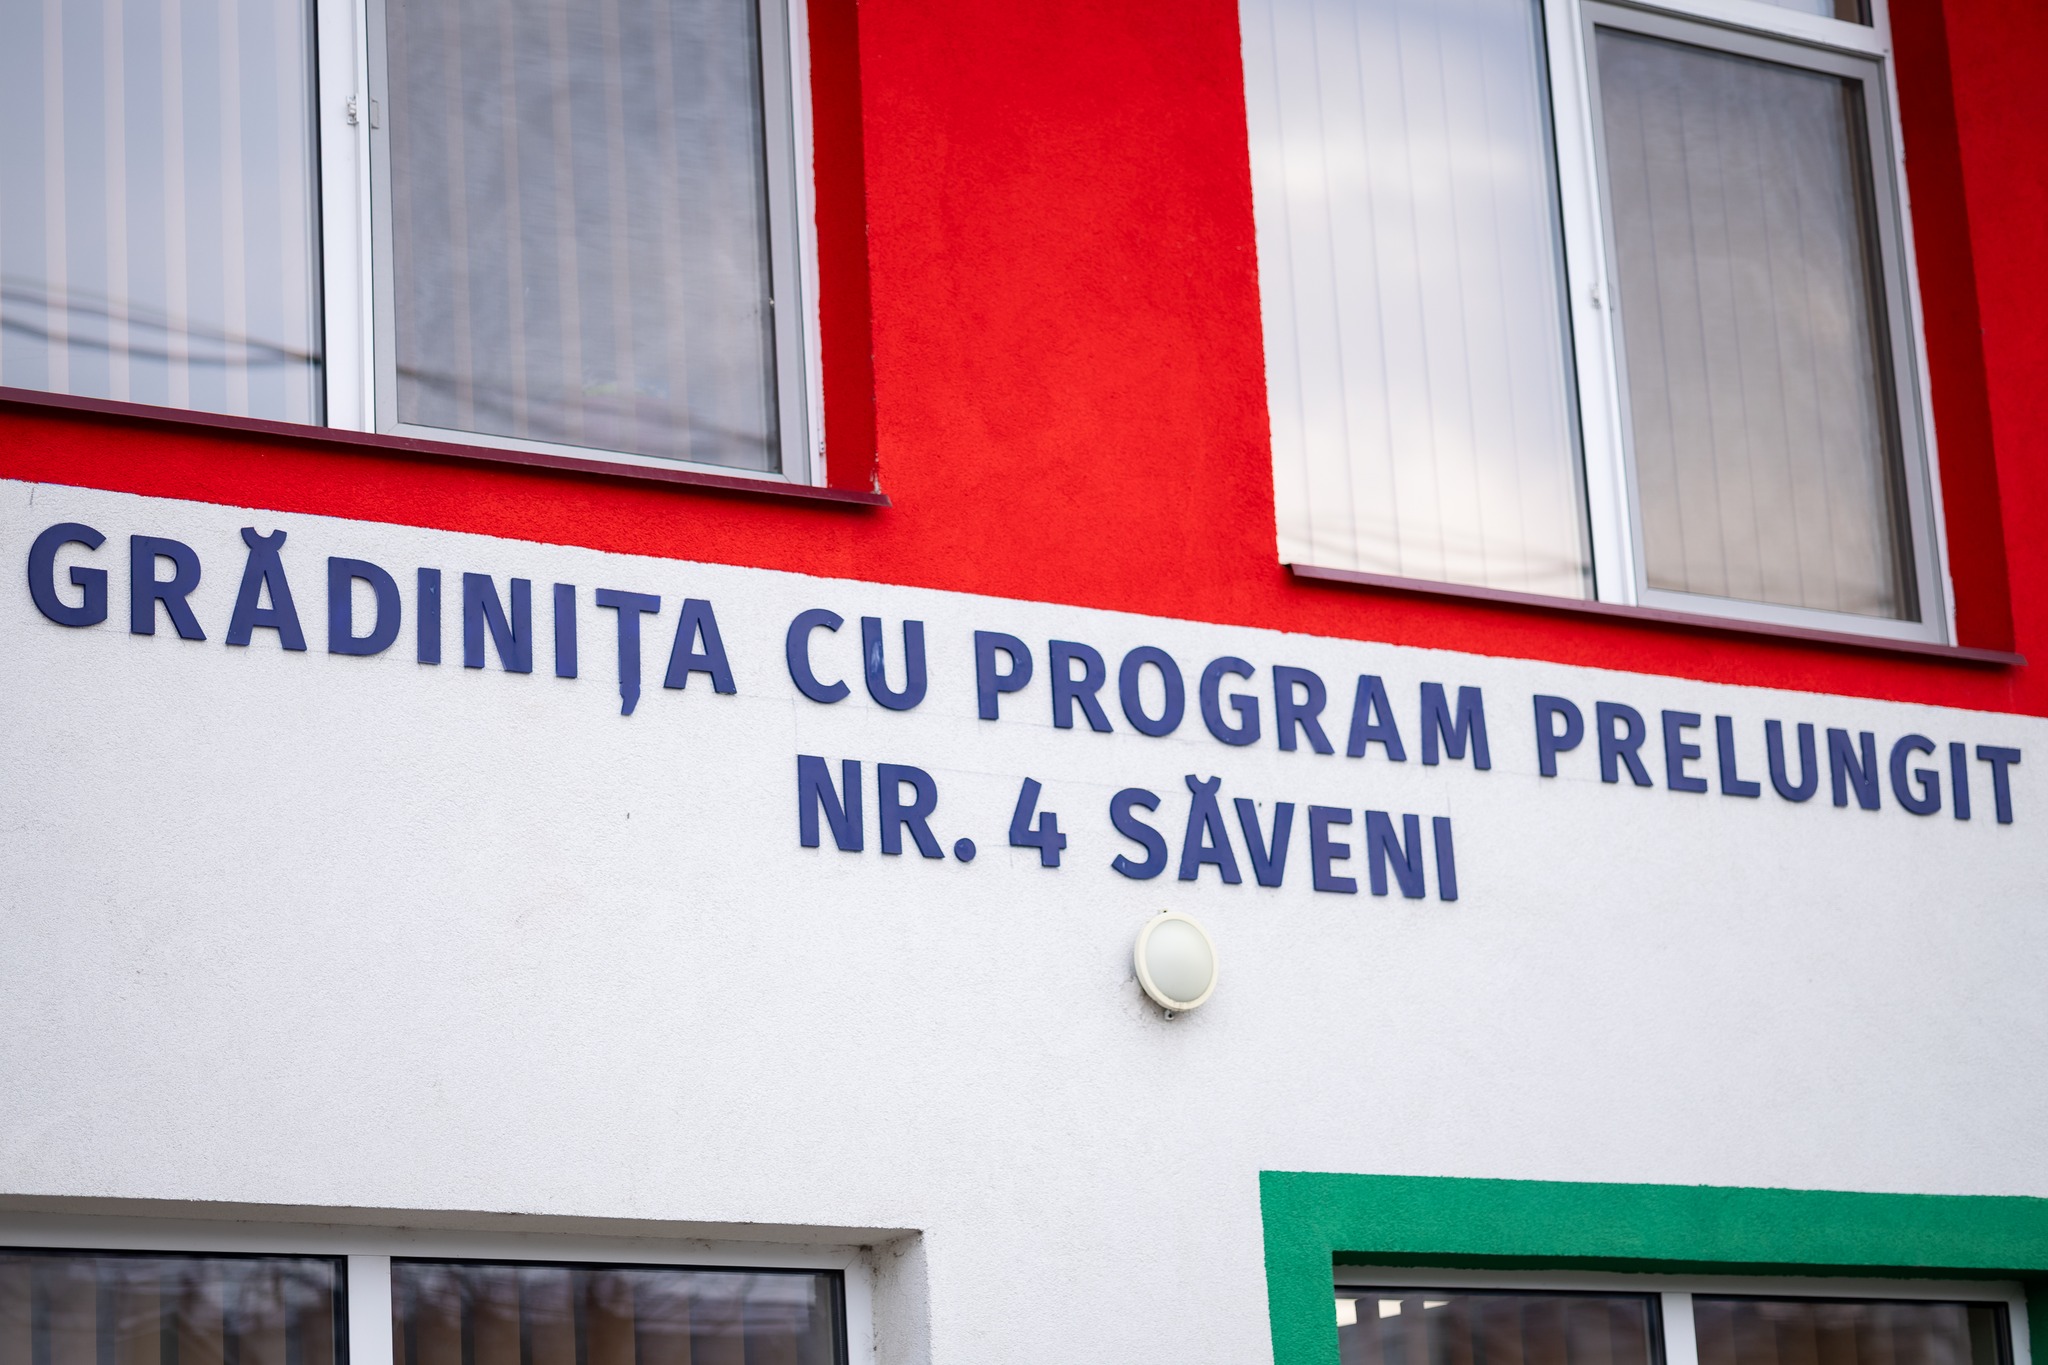 GRĂDINIȚA CU PROGRAM PRELUNGIT
NR. 4 SĂVENI